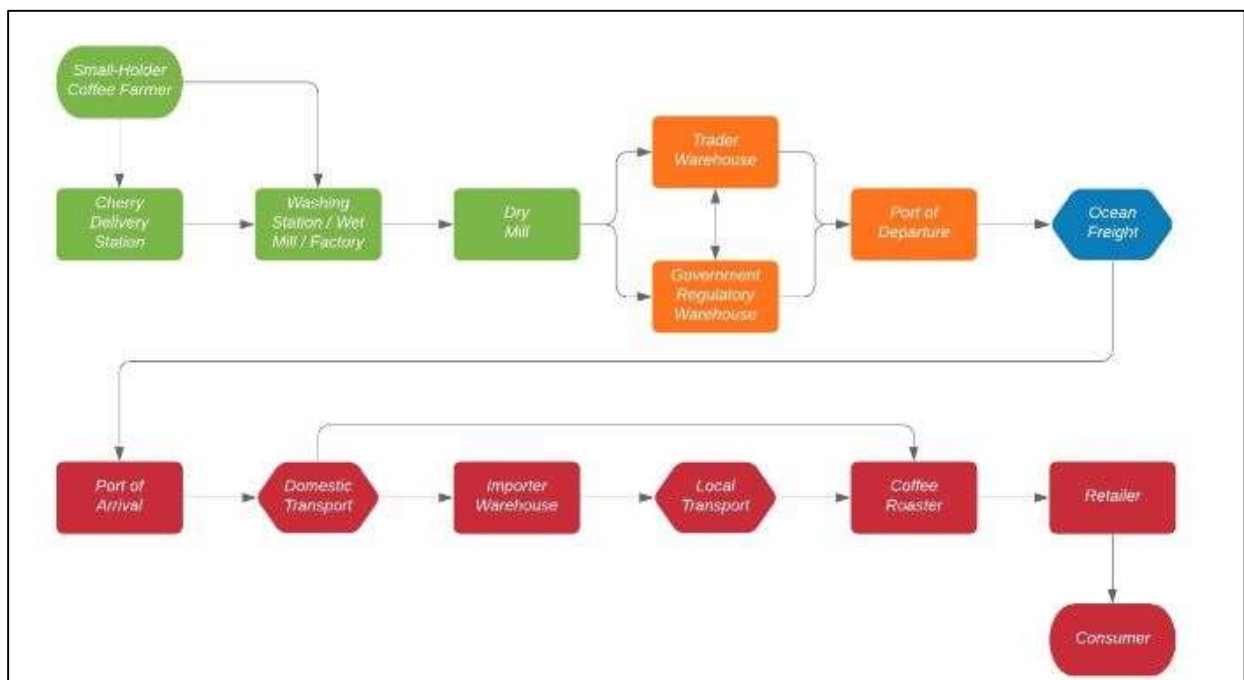 Small-Holder
Coffee Farmer
Trader
Warehouse
Cherry
Delivery
Station
Washing
Station / Wet
Mill / Factory
Dry
Mill
Port of
Departure
Ocean
Freight
Government
Regulatory
Warehouse
Port of
Arrival
Domestic
Transport
Importer
Warehouse
Local
Transport
Coffee
Roaster
Retailer
Consumer